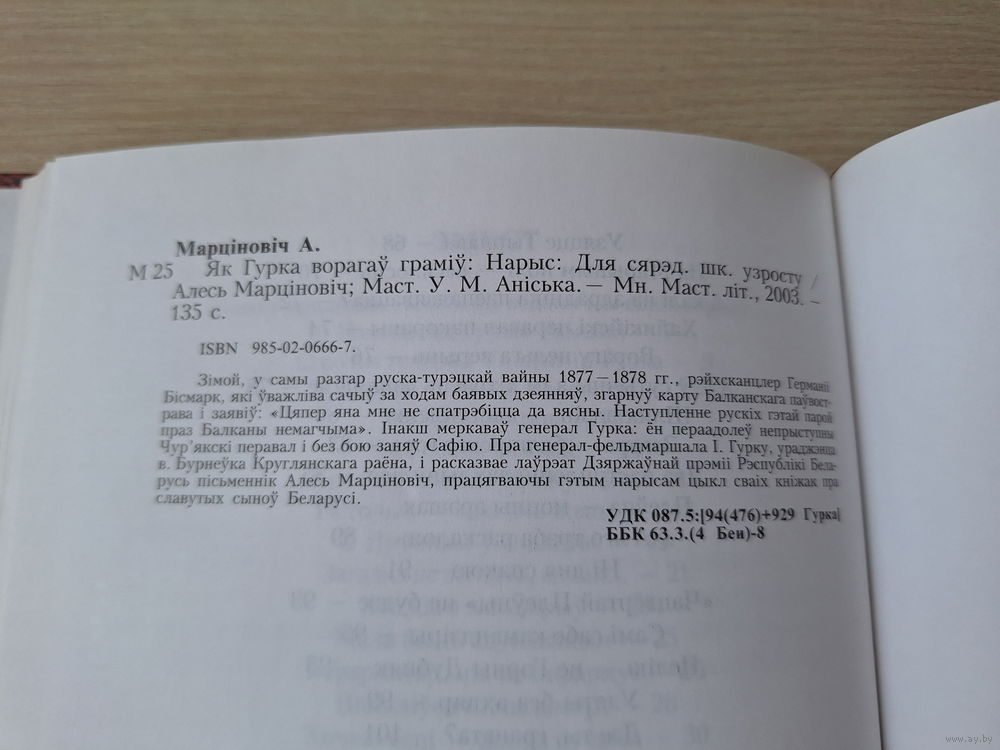 Марціновіч А.
М 25 Як Гурка ворагаў граміў: Нарыс: Для сярэд. шк. узросту /
Алесь Марціновіч; Маст. У. М. Аніська. — Мн. Маст. літ., 2003. —
135 с.
ISBN 985-02-0666-7.
Зімой, у самы разгар руска-турэцкай вайны 1877—1878 гг., рэйхсканцлер Германіі
Бісмарк, які ўважліва сачыў за ходам баявых дзеянняў, згарнуў карту Балканскага паўвост-
рава і заявіў: «Цяпер яна мне не спатрэбіцца да вясны. Наступленне рускіх гэтай парой
праз Балканы немагчыма». Інакш меркаваў генерал Гурка: ён пераадолеў непрыступны
Чур'якскі перавал і без бою заняў Сафію. Пра генерал-фельдмаршала І. Гурку, ураджэнца
в. Бурнеўка Круглянскага раёна, і расказвае лаўрэат Дзяржаўнай прэміі Рэспублікі Бела-
русь пісьменнік Алесь Марціновіч, працягваючы гэтым нарысам цыкл сваіх кніжак пра
славутых сыноў Беларусі.
УДК 087.5:[94(476)+929 Гурка]
ББК 63.3.(4 Беи)-8
www.ay.by